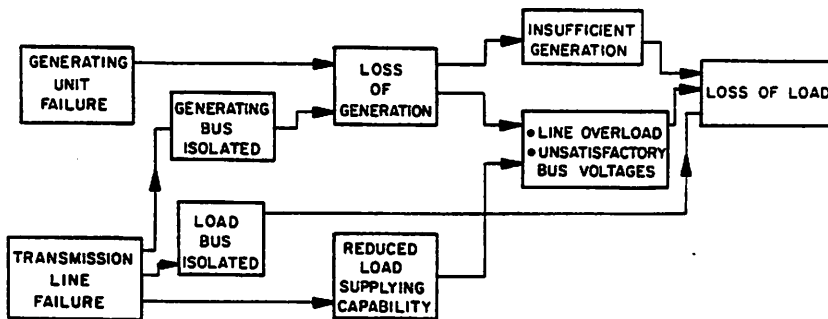 GENERATING
UNIT
FAILURE
GENERATING
BUS
ISOLATED
LOSS
OF
GENERATION
INSUFFICIENT
GENERATION
LOSS OF LOAD
• LINE OVERLOAD
• UNSATISFACTORY
BUS VOLTAGES
TRANSMISSION
LINE
FAILURE
LOAD
BUS
ISOLATED
REDUCED
LOAD
SUPPLYING
CAPABILITY